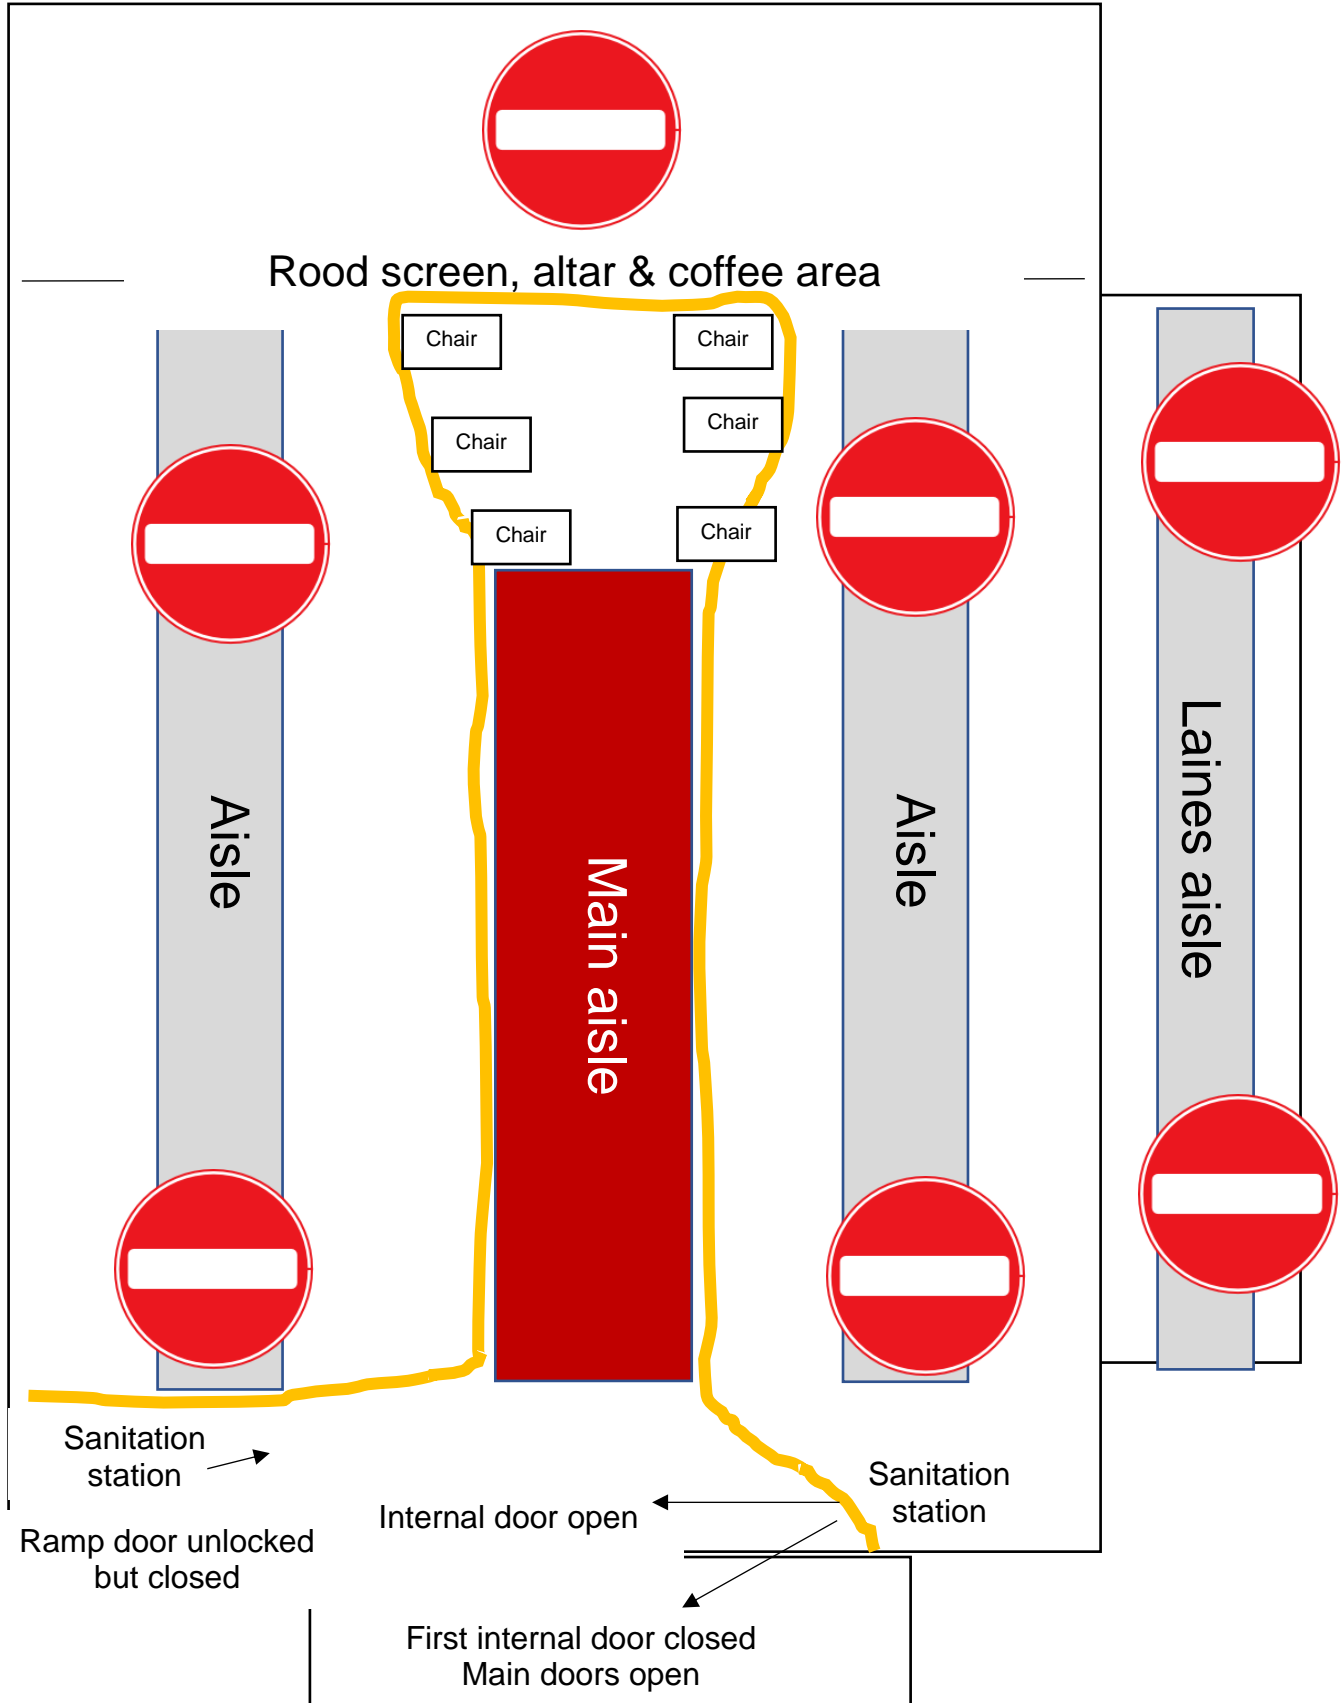 Rood screen, altar & coffee area
Chair
Chair
Chair
Chair
Chair
Chair
Aisle
Main aisle
Aisle
Laines aisle
Sanitation
station
Sanitation
station
Internal door open
Ramp door unlocked
but closed
First internal door closed
Main doors open